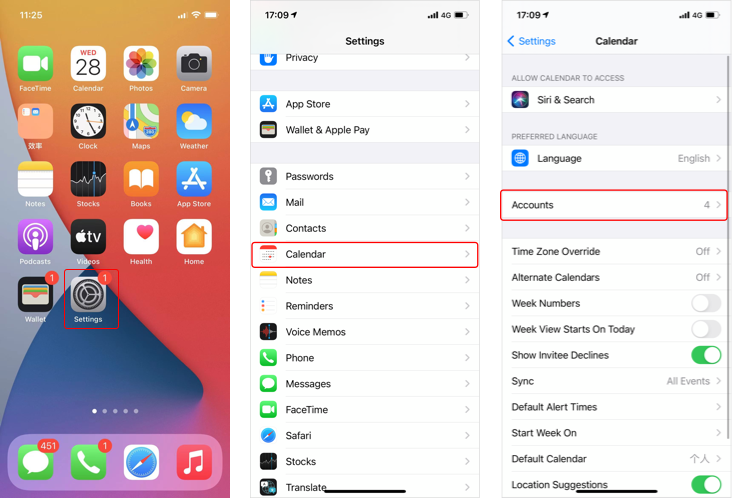 11:25
WED
28
FaceTime
Calendar
Photos
Camera
280
效率
Clock
Maps
Weather
Notes
Stocks
Books
App Store
tv
Podcasts
Videos
Health
Home
1
1
Wallet
Settings
451
1
17:09
4G
Settings
Privacy
App Store
Wallet & Apple Pay
Passwords
Mail
Contacts
Calendar
Notes
Reminders
Voice Memos
Phone
Messages
FaceTime
Safari
Stocks
Translate
17:09
4G
Settings
Calendar
ALLOW CALENDAR TO ACCESS
Siri & Search
PREFERRED LANGUAGE
Language English
Accounts 4
Time Zone Override Off
Alternate Calendars Off
Week Numbers
Week View Starts On Today
Show Invitee Declines
Sync All Events
Default Alert Times
Start Week On
Default Calendar 个人
Location Suggestions